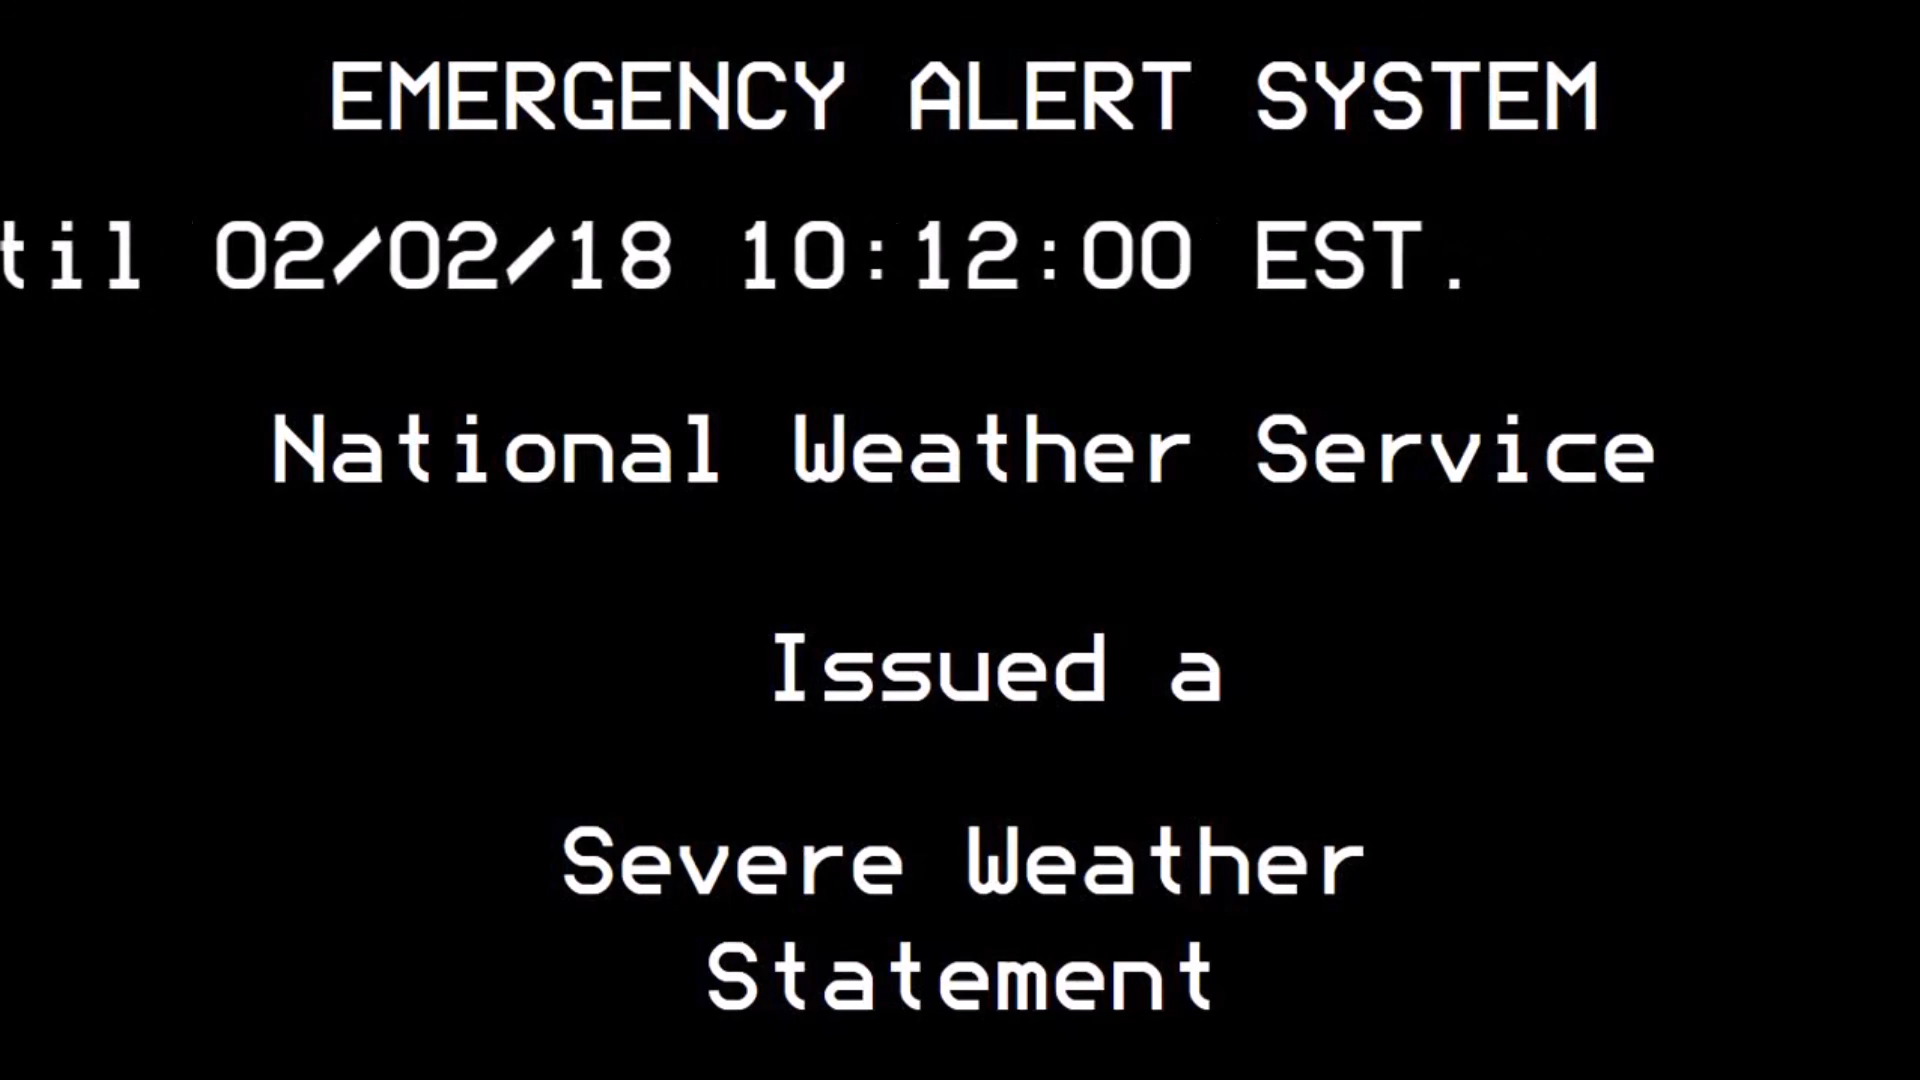 EMERGENCY ALERT SYSTEM
til 02/02/18 10:12:00 EST.
National Weather Service
Issued a
Severe Weather
Statement